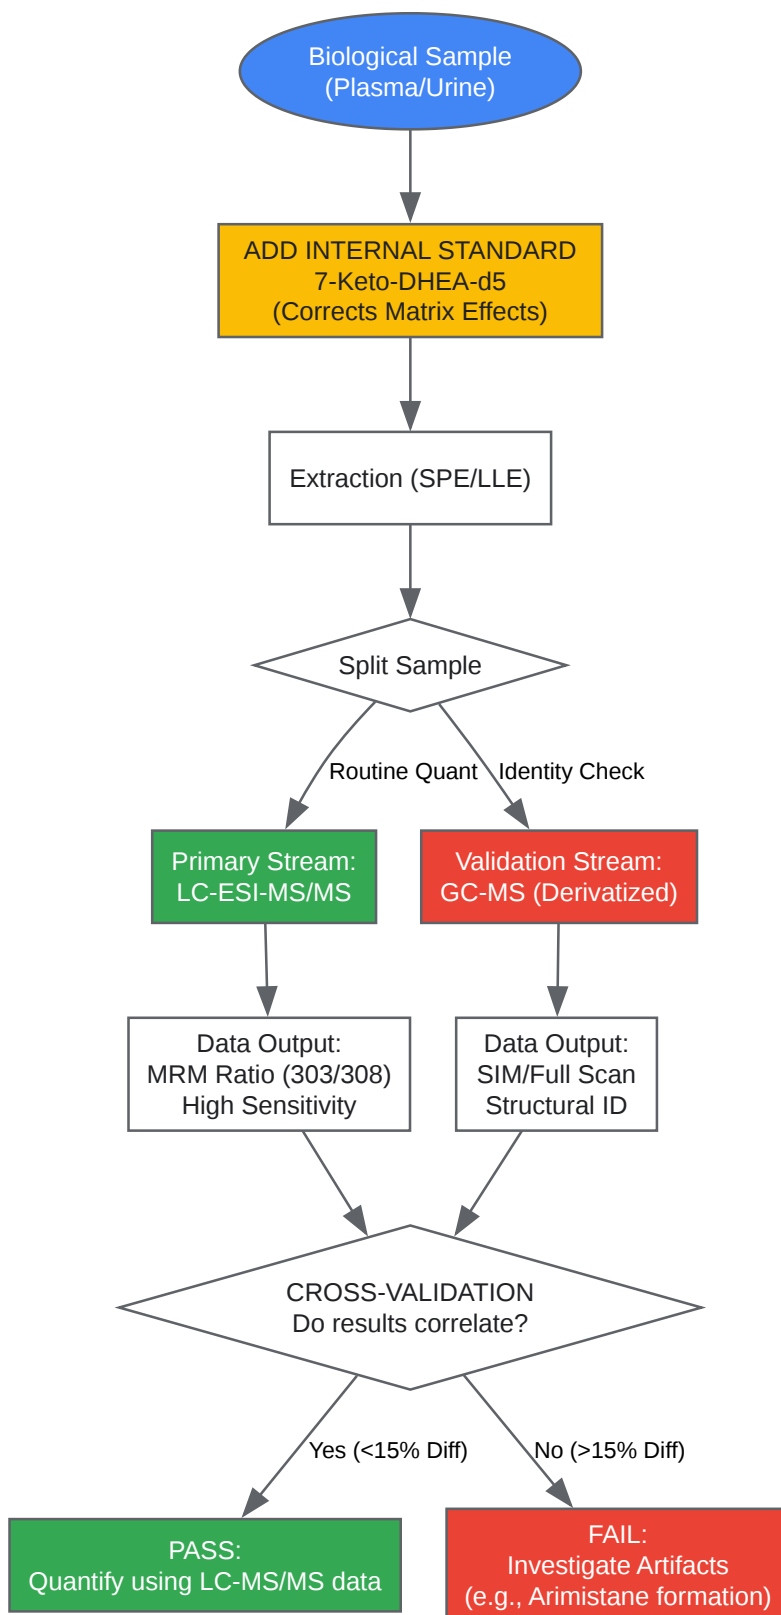 Biological Sample
(Plasma/Urine)
ADD INTERNAL STANDARD
7-Keto-DHEA-d5
(Corrects Matrix Effects)
Extraction (SPE/LLE)
Split Sample
Routine Quant
Identity Check
Primary Stream:
LC-ESI-MS/MS
Validation Stream:
GC-MS (Derivatized)
Data Output:
MRM Ratio (303/308)
High Sensitivity
Data Output:
SIM/Full Scan
Structural ID
CROSS-VALIDATION
Do results correlate?
Yes (<15% Diff)
No (>15% Diff)
PASS:
Quantify using LC-MS/MS data
FAIL:
Investigate Artifacts
(e.g., Arimistane formation)